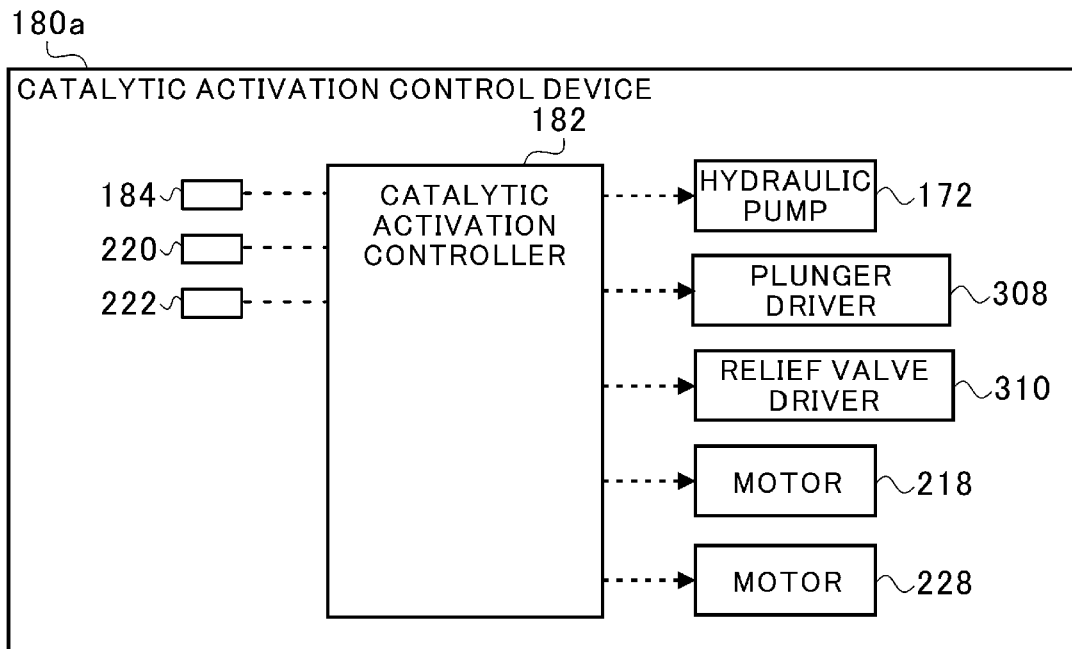 180a
CATALYTIC ACTIVATION CONTROL DEVICE
182
184
220
222
CATALYTIC
ACTIVATION
CONTROLLER
HYDRAULIC
PUMP
172
PLUNGER
DRIVER
308
RELIEF VALVE
DRIVER
310
MOTOR
218
MOTOR
228